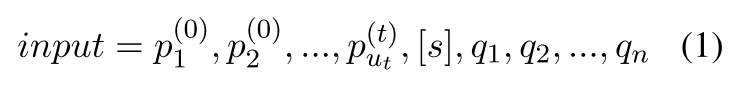 input = p_1^{(0)}, p_2^{(0)}, ..., p_{u_t}^{(t)}, [s], q_1, q_2, ..., q_n (1)